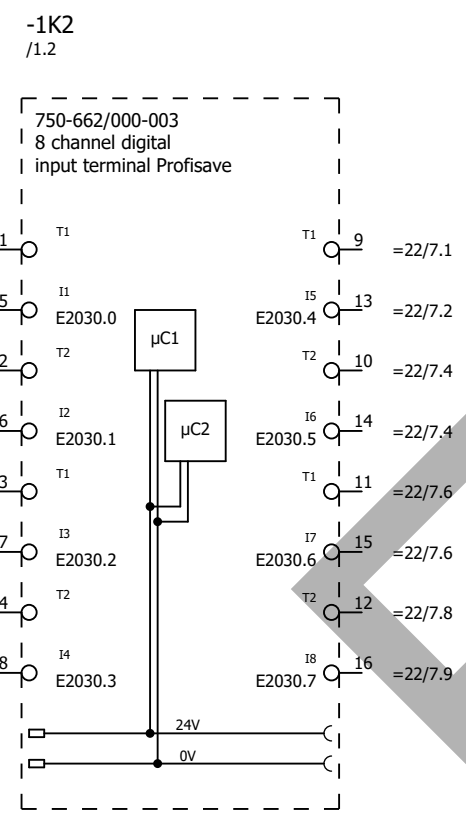 -1K2
/1.2
750-662/000-003
8 channel digital
input terminal Profisave
1 T1 T1 9 =22/7.1
5 I1 I5 13 =22/7.2
E2030.0 E2030.4
µC1
2 T2 T2 10 =22/7.4
6 I2 I6 14 =22/7.4
E2030.1 µC2 E2030.5
3 T1 T1 11 =22/7.6
7 I3 I7 15 =22/7.6
E2030.2 E2030.6
4 T2 T2 12 =22/7.8
8 I4 I8 16 =22/7.9
E2030.3 E2030.7
24V
0V